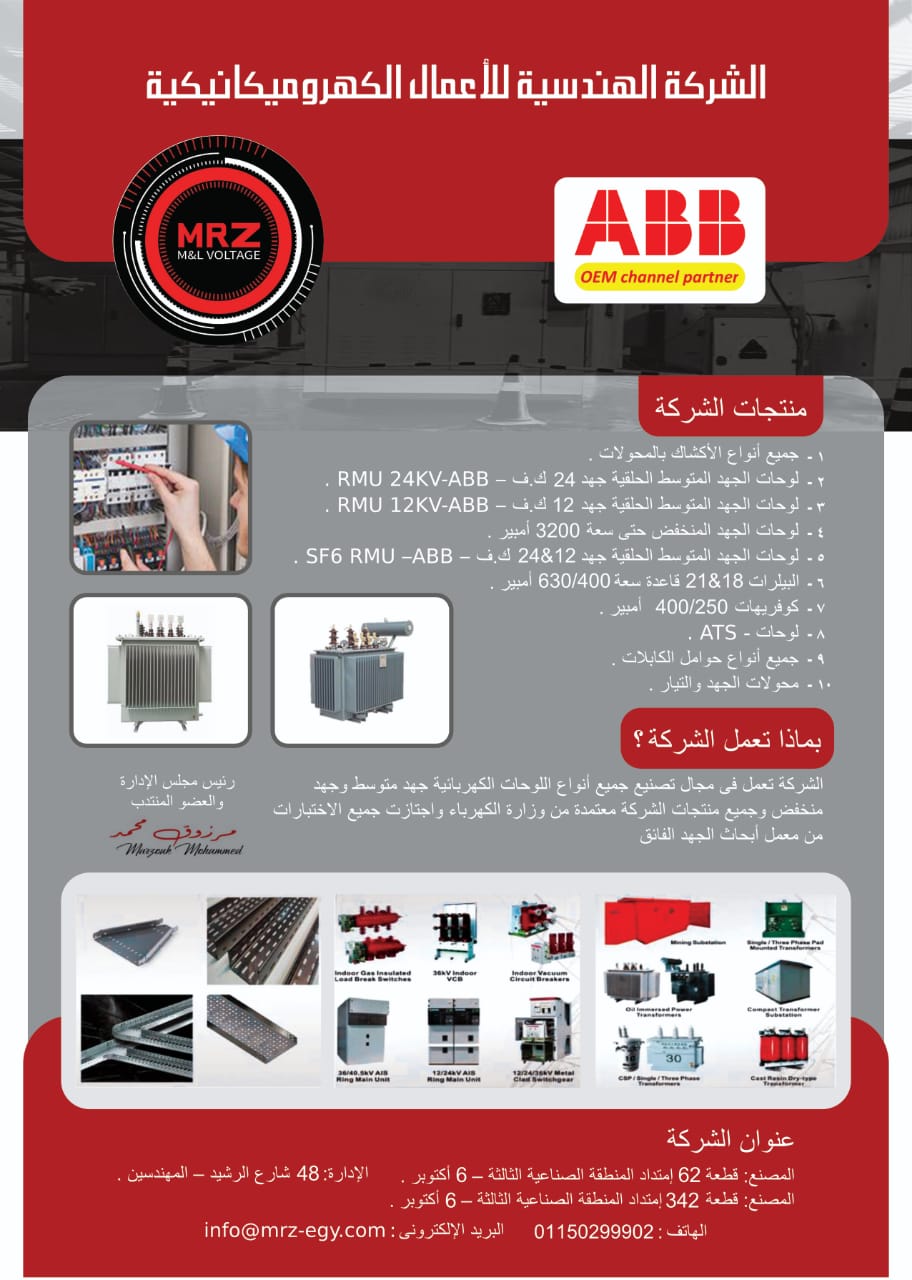 الشركة الهندسية للأعمال الكهروميكانيكية
MRZ
M&L VOLTAGE
ABB
OEM channel partner
منتجات الشركة
١ - جميع أنواع الأكشاك بالمحولات .
٢ - لوحات الجهد المتوسط الحلقية جهد 24 ك.ف – RMU 24KV-ABB .
٣ - لوحات الجهد المتوسط الحلقية جهد 12 ك.ف – RMU 12KV-ABB .
٤ - لوحات الجهد المنخفض حتى سعة 3200 أمبير .
٥ - لوحات الجهد المتوسط الحلقية جهد 12&24 ك.ف – SF6 RMU –ABB .
٦ - البيلرات 18&21 قاعدة سعة 630/400 أمبير .
٧ - كوفريهات 400/250 أمبير .
٨ - لوحات - ATS .
٩ - جميع أنواع حوامل الكابلات .
١٠ - محولات الجهد والتيار .
بماذا تعمل الشركة ؟
الشركة تعمل فى مجال تصنيع جميع أنواع اللوحات الكهربائية جهد متوسط وجهد
منخفض وجميع منتجات الشركة معتمدة من وزارة الكهرباء واجتازت جميع الاختبارات
من معمل أبحاث الجهد الفائق
رئيس مجلس الإدارة
والعضو المنتدب
مرزوق محمد
Marzouk Mohammed
Indoor Gas Insulated
Load Break Switches
36kV Indoor
VCB
Indoor Vacuum
Circuit Breakers
36/40.5kV AIS
Ring Main Unit
12/24kV AIS
Ring Main Unit
12/24/36kV Metal
Clad Switchgear
Mining Substation
Single / Three Phase Pad
Mounted Transformers
Oil Immersed Power
Transformers
Compact Transformer
Substation
30
CSP / Single / Three Phase
Transformers
Cast Resin Dry-type
Transformer
عنوان الشركة
المصنع: قطعة 62 إمتداد المنطقة الصناعية الثالثة – 6 أكتوبر . الإدارة: 48 شارع الرشيد – المهندسين .
المصنع: قطعة 342 إمتداد المنطقة الصناعية الثالثة – 6 أكتوبر .
الهاتف : 01150299902 البريد الإلكترونى : info@mrz-egy.com